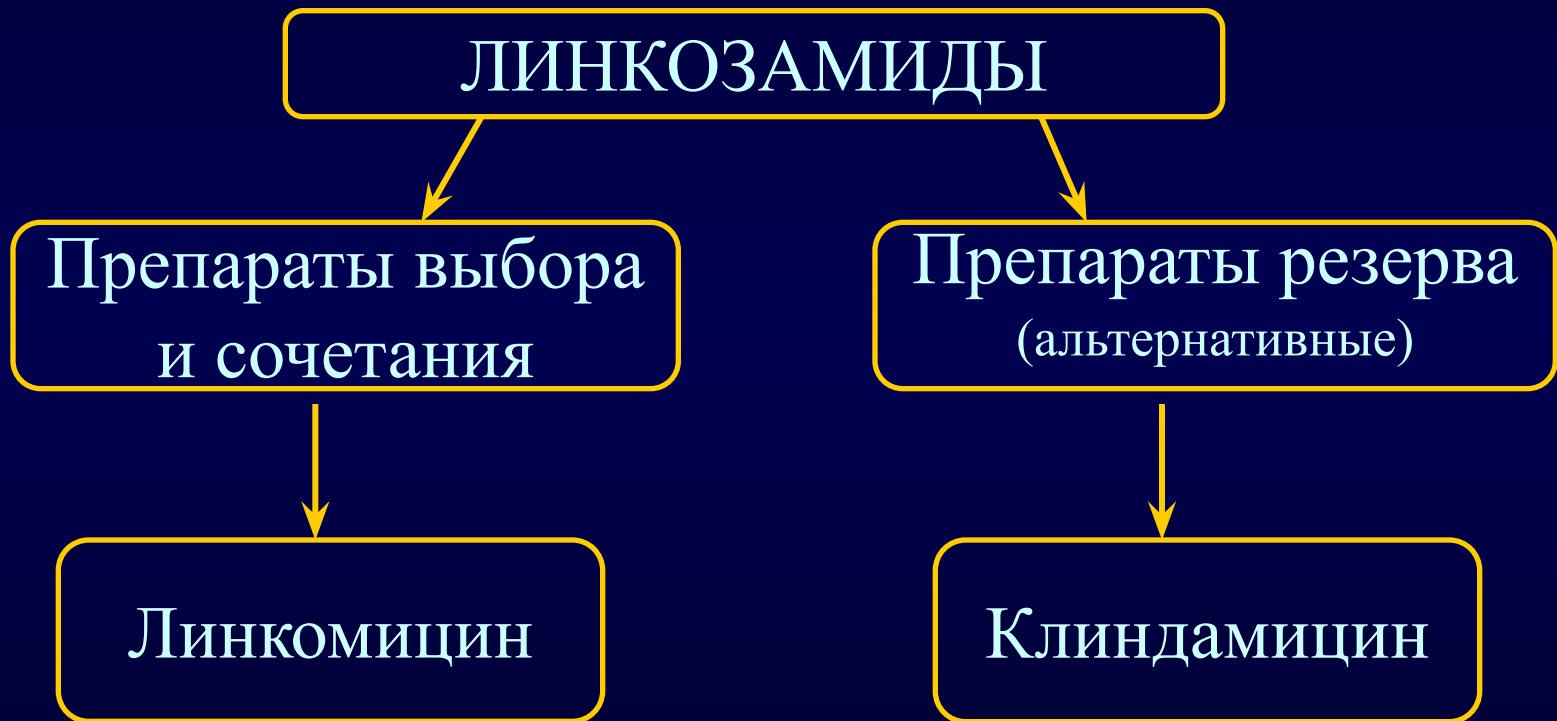 ЛИНКОЗАМИДЫ
Препараты выбора
и сочетания
Препараты резерва
(альтернативные)
Линкомицин
Клиндамицин